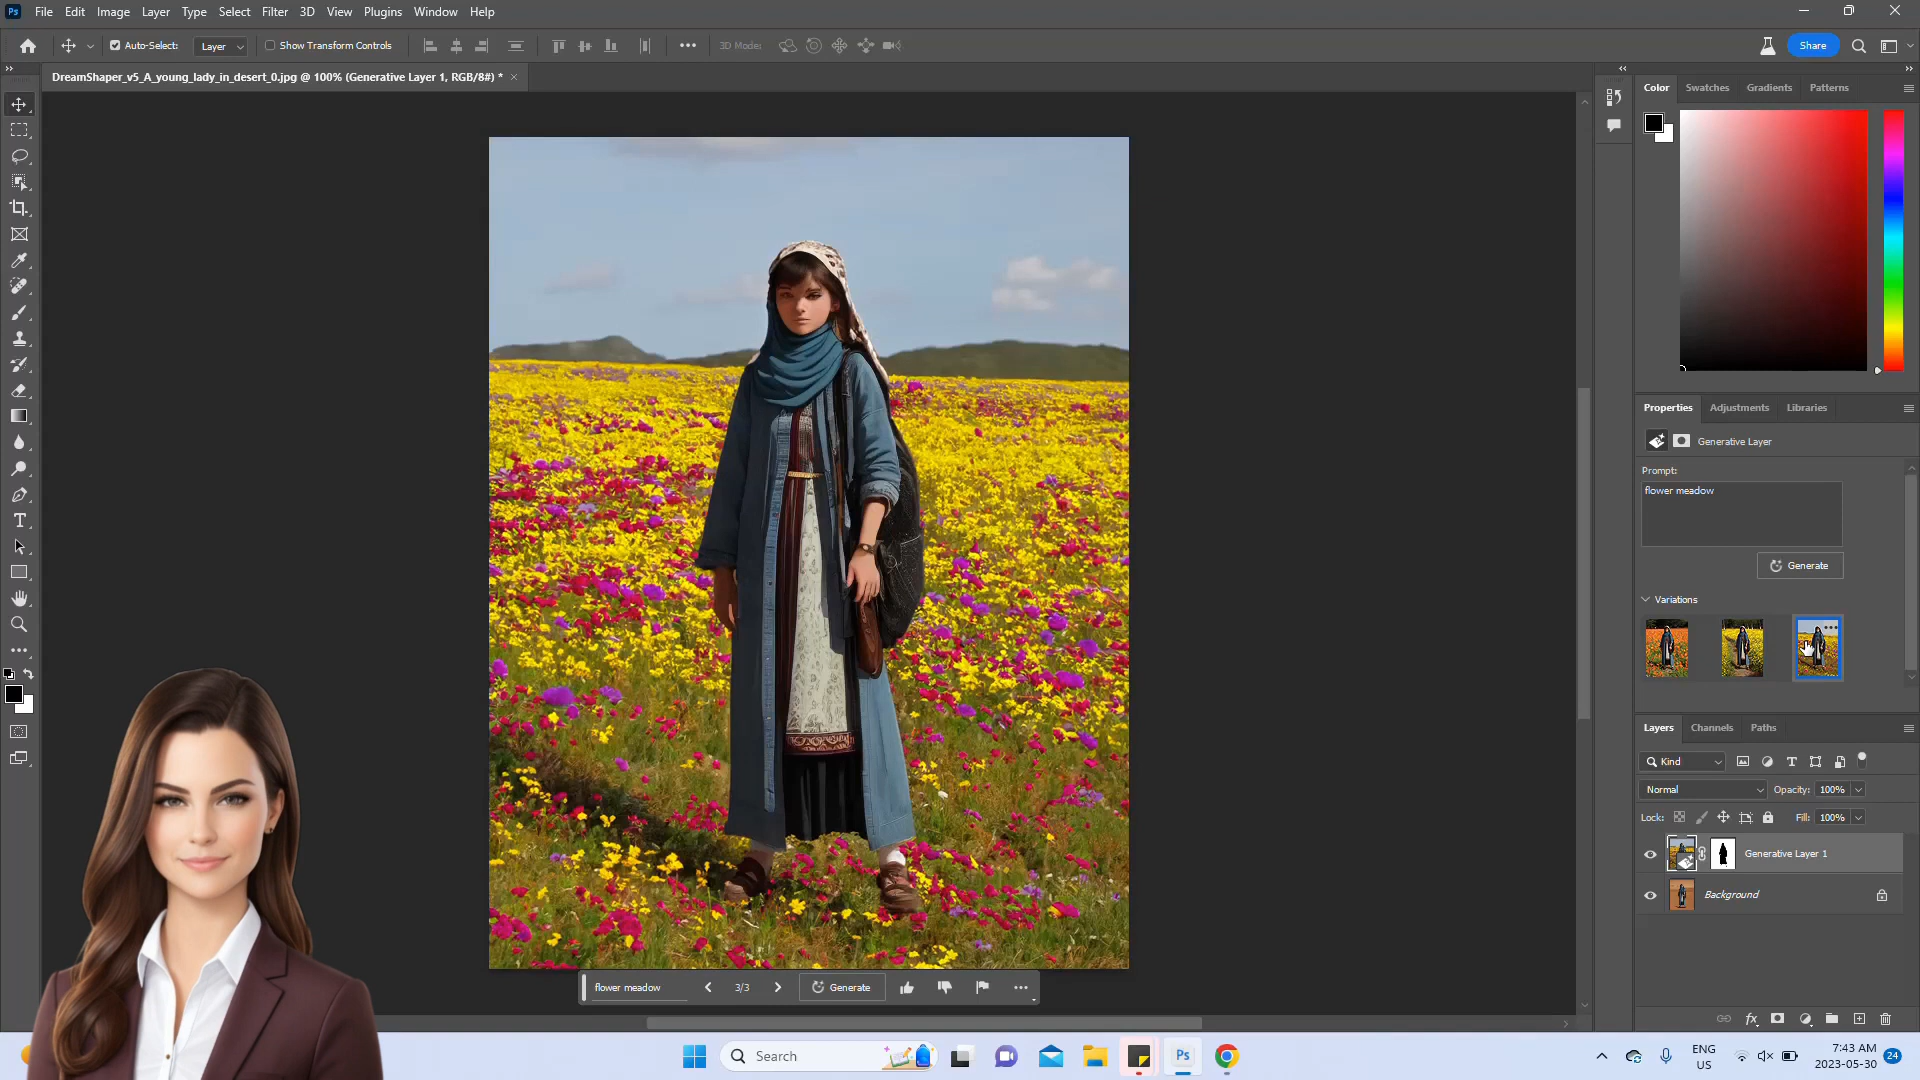 Ps File Edit Image Layer Type Select Filter 3D View Plugins Window Help
Auto-Select: Layer Show Transform Controls 3D Mode: Share
DreamShaper_v5_A_young_lady_in_desert_0.jpg @ 100% (Generative Layer 1, RGB/8#) *
Color Swatches Gradients Patterns
Properties Adjustments Libraries
Generative Layer
Prompt:
flower meadow
Generate
Variations
Layers Channels Paths
Kind
Normal Opacity: 100%
Lock: Fill: 100%
Generative Layer 1
Background
flower meadow 3/3 Generate
Search Ps ENG US 7:43 AM 2023-05-30 24